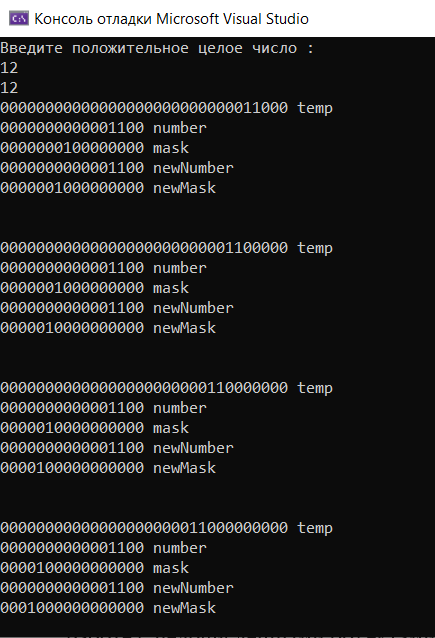 Консоль отладки Microsoft Visual Studio
Введите положительное целое число :
12
12
00000000000000000000000000011000 temp
0000000000001100 number
0000000100000000 mask
0000000000001100 newNumber
0000001000000000 newMask
00000000000000000000000001100000 temp
0000000000001100 number
0000001000000000 mask
0000000000001100 newNumber
0000010000000000 newMask
00000000000000000000000110000000 temp
0000000000001100 number
0000010000000000 mask
0000000000001100 newNumber
0000100000000000 newMask
00000000000000000000011000000000 temp
0000000000001100 number
0000100000000000 mask
0000000000001100 newNumber
0001000000000000 newMask